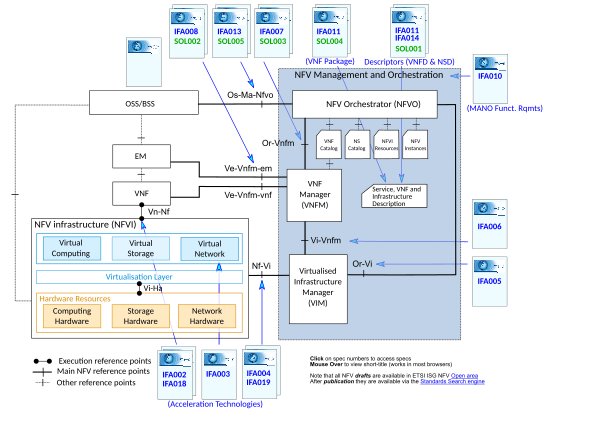 IFA008
SOL002
IFA013
SOL005
IFA007
SOL003
IFA011
SOL004
IFA011
IFA014
SOL001
(VNF Package)
Descriptors (VNFD & NSD)
NFV Management and Orchestration
IFA010
(MANO Funct. Rqmts)
OSS/BSS
Os-Ma-Nfvo
NFV Orchestrator (NFVO)
Or-Vnfm
VNF
Catalog
NS
Catalog
NFVI
Resources
NFV
Instances
EM
Ve-Vnfm-em
VNF
Ve-Vnfm-vnf
VNF
Manager
(VNFM)
Service, VNF and
Infrastructure
Description
Vn-Nf
NFV infrastructure (NFVI)
Virtual
Computing
Virtual
Storage
Virtual
Network
Vi-Vnfm
IFA006
Virtualisation Layer
Nf-Vi
Virtualised
Infrastructure
Manager
(VIM)
Or-Vi
IFA005
Vi-Ha
Hardware Resources
Computing
Hardware
Storage
Hardware
Network
Hardware
Execution reference points
Main NFV reference points
Other reference points
IFA002
IFA018
IFA003
IFA004
IFA019
(Acceleration Technologies)
Click on spec numbers to access specs
Mouse Over to view short-title (works in most browsers)
Note that all NFV drafts are available in ETSI ISG NFV Open area
After publication they are available via the Standards Search engine